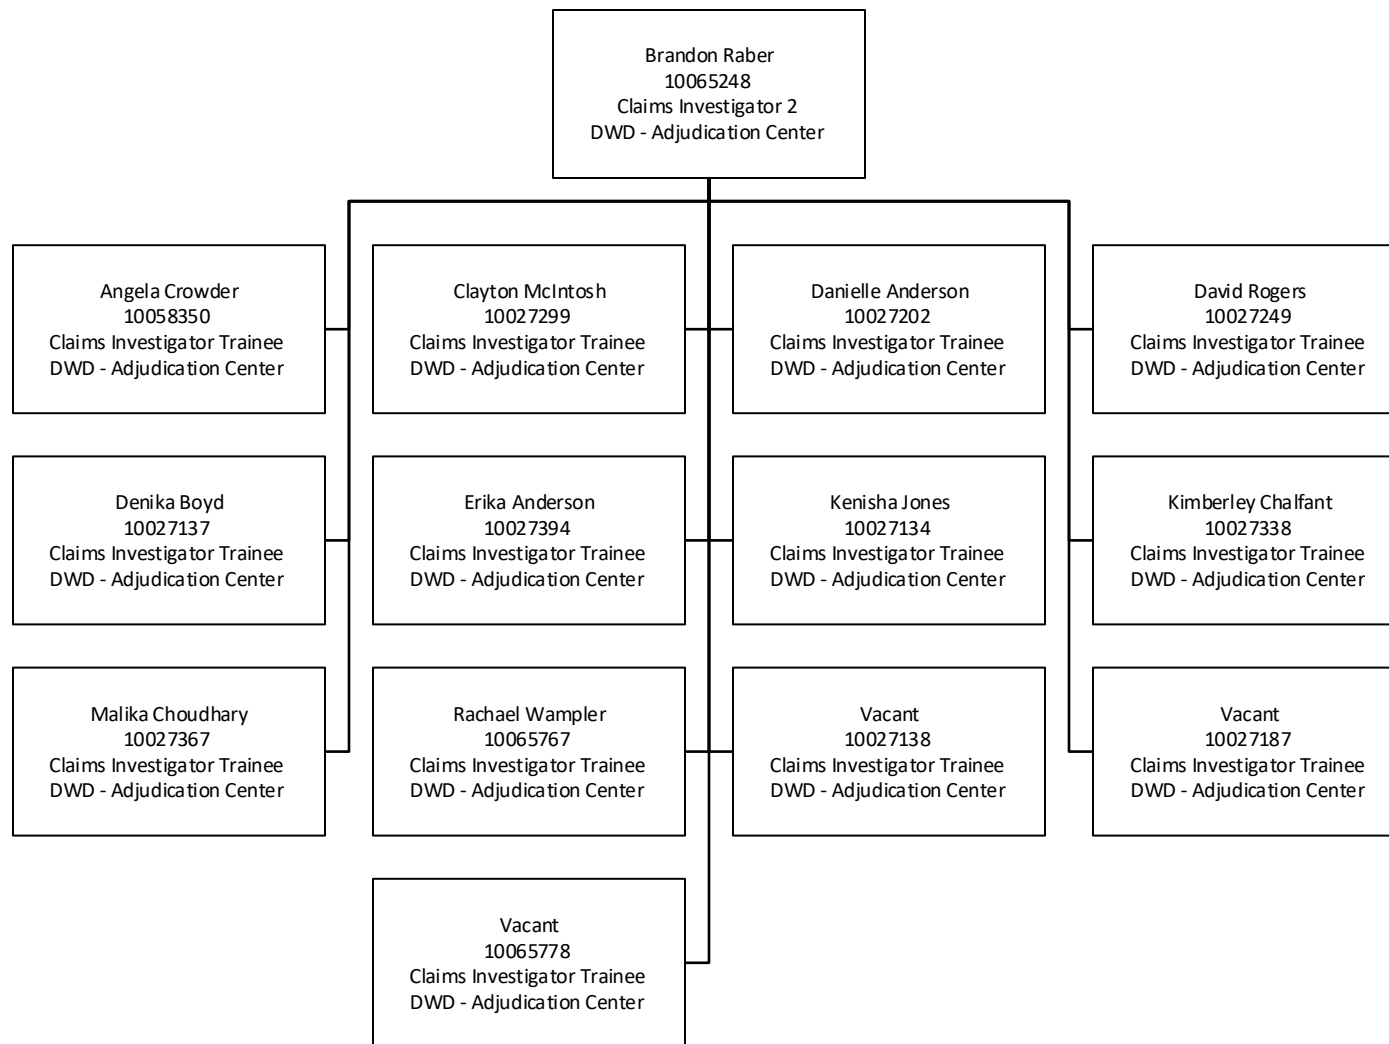 Brandon Raber
10065248
Claims Investigator 2
DWD - Adjudication Center
Angela Crowder
10058350
Claims Investigator Trainee
DWD - Adjudication Center
Clayton McIntosh
10027299
Claims Investigator Trainee
DWD - Adjudication Center
Danielle Anderson
10027202
Claims Investigator Trainee
DWD - Adjudication Center
David Rogers
10027249
Claims Investigator Trainee
DWD - Adjudication Center
Denika Boyd
10027137
Claims Investigator Trainee
DWD - Adjudication Center
Erika Anderson
10027394
Claims Investigator Trainee
DWD - Adjudication Center
Kenisha Jones
10027134
Claims Investigator Trainee
DWD - Adjudication Center
Kimberley Chalfant
10027338
Claims Investigator Trainee
DWD - Adjudication Center
Malika Choudhary
10027367
Claims Investigator Trainee
DWD - Adjudication Center
Rachael Wampler
10065767
Claims Investigator Trainee
DWD - Adjudication Center
Vacant
10027138
Claims Investigator Trainee
DWD - Adjudication Center
Vacant
10027187
Claims Investigator Trainee
DWD - Adjudication Center
Vacant
10065778
Claims Investigator Trainee
DWD - Adjudication Center